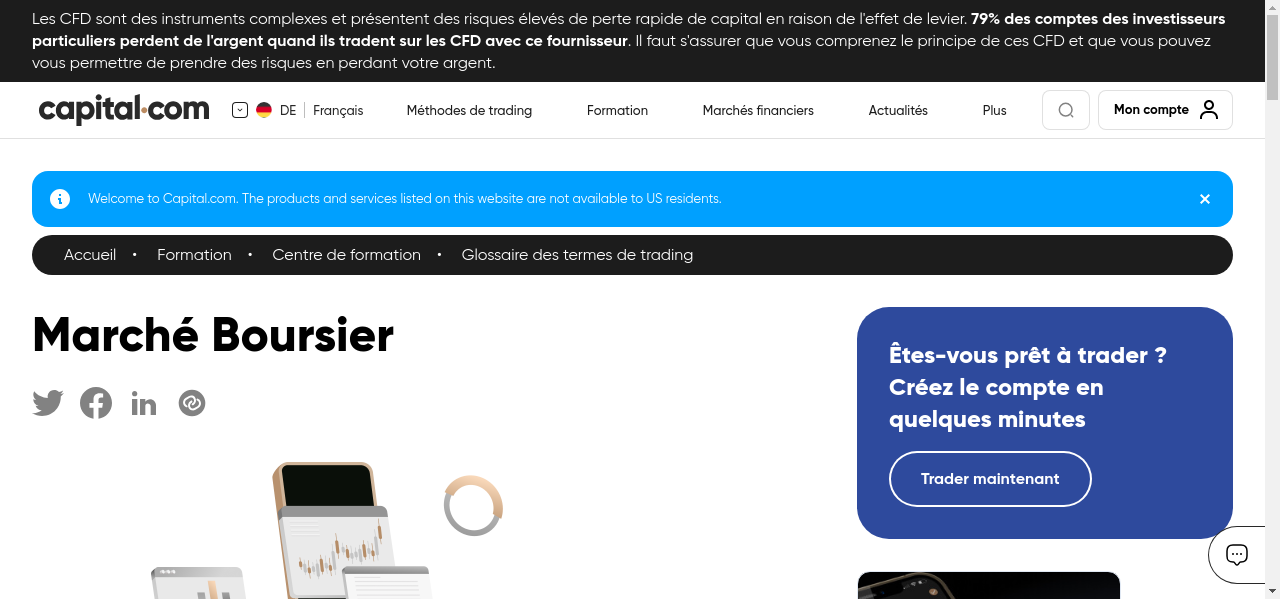 Les CFD sont des instruments complexes et présentent des risques élevés de perte rapide de capital en raison de l'effet de levier. 79% des comptes des investisseurs
particuliers perdent de l'argent quand ils tradent sur les CFD avec ce fournisseur. Il faut s'assurer que vous comprenez le principe de ces CFD et que vous pouvez
vous permettre de prendre des risques en perdant votre argent.
capital.com DE Français Méthodes de trading Formation Marchés financiers Actualités Plus Mon compte
Welcome to Capital.com. The products and services listed on this website are not available to US residents.
Accueil • Formation • Centre de formation • Glossaire des termes de trading
Marché Boursier
Êtes-vous prêt à trader ?
Créez le compte en
quelques minutes
Trader maintenant